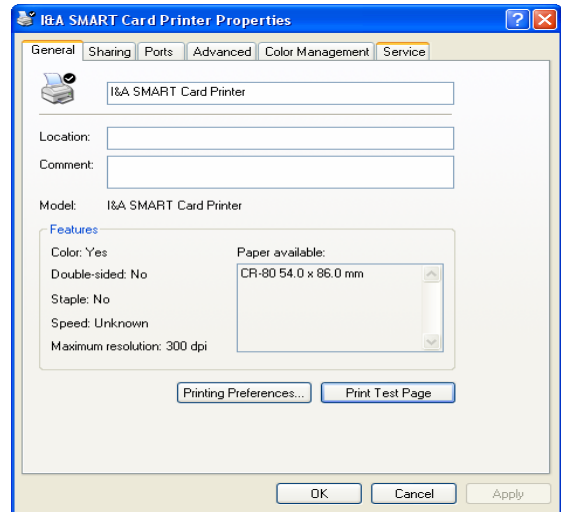 I&A SMART Card Printer Properties
General Sharing Ports Advanced Color Management Service
I&A SMART Card Printer
Location:
Comment:
Model: I&A SMART Card Printer
Features
Color: Yes
Double-sided: No
Staple: No
Speed: Unknown
Maximum resolution: 300 dpi
Paper available:
CR-80 54.0 x 86.0 mm
Printing Preferences... Print Test Page
OK Cancel Apply